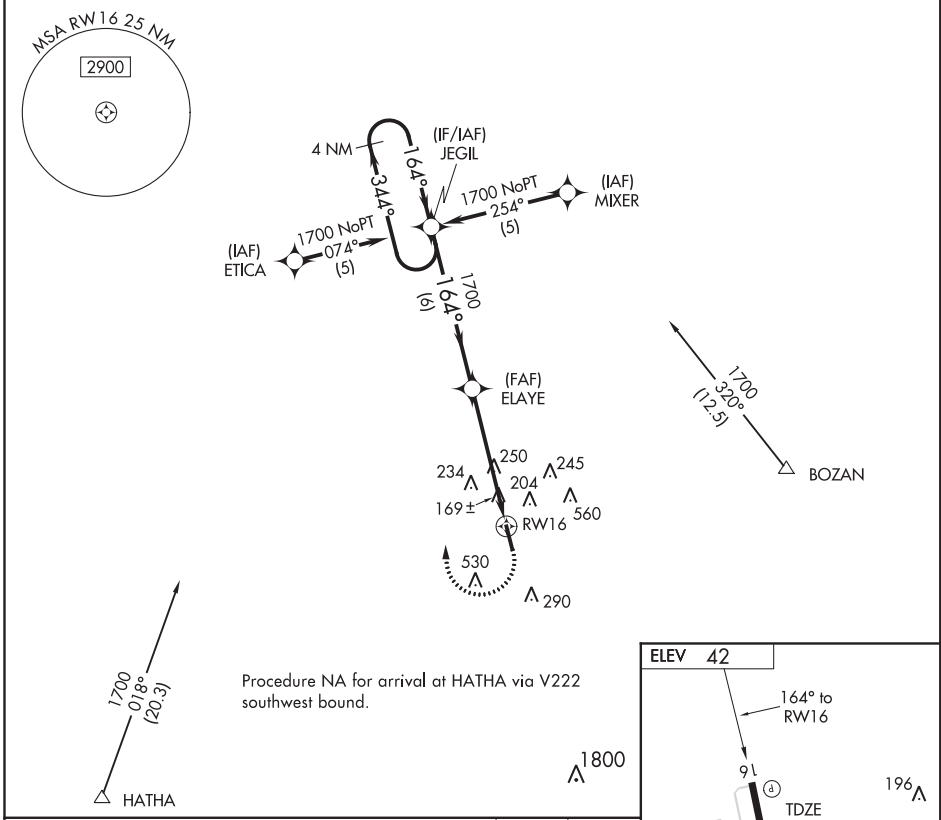 MSA RW16 25 NM
2900
4 NM
(IF/IAF)
JEGIL
164°
344°
1700 NoPT
254°
(5)
(IAF)
MIXER
(IAF)
ETICA
1700 NoPT
074°
(5)
1700
164°
(6)
(FAF)
ELAYE
1700
320°
(12.5)
BOZAN
250
234
245
204
169±
560
RW16
530
290
1700
018°
(20.3)
HATHA
Procedure NA for arrival at HATHA via V222
southwest bound.
1800
ELEV 42
164° to
RW16
16
P
TDZE
196